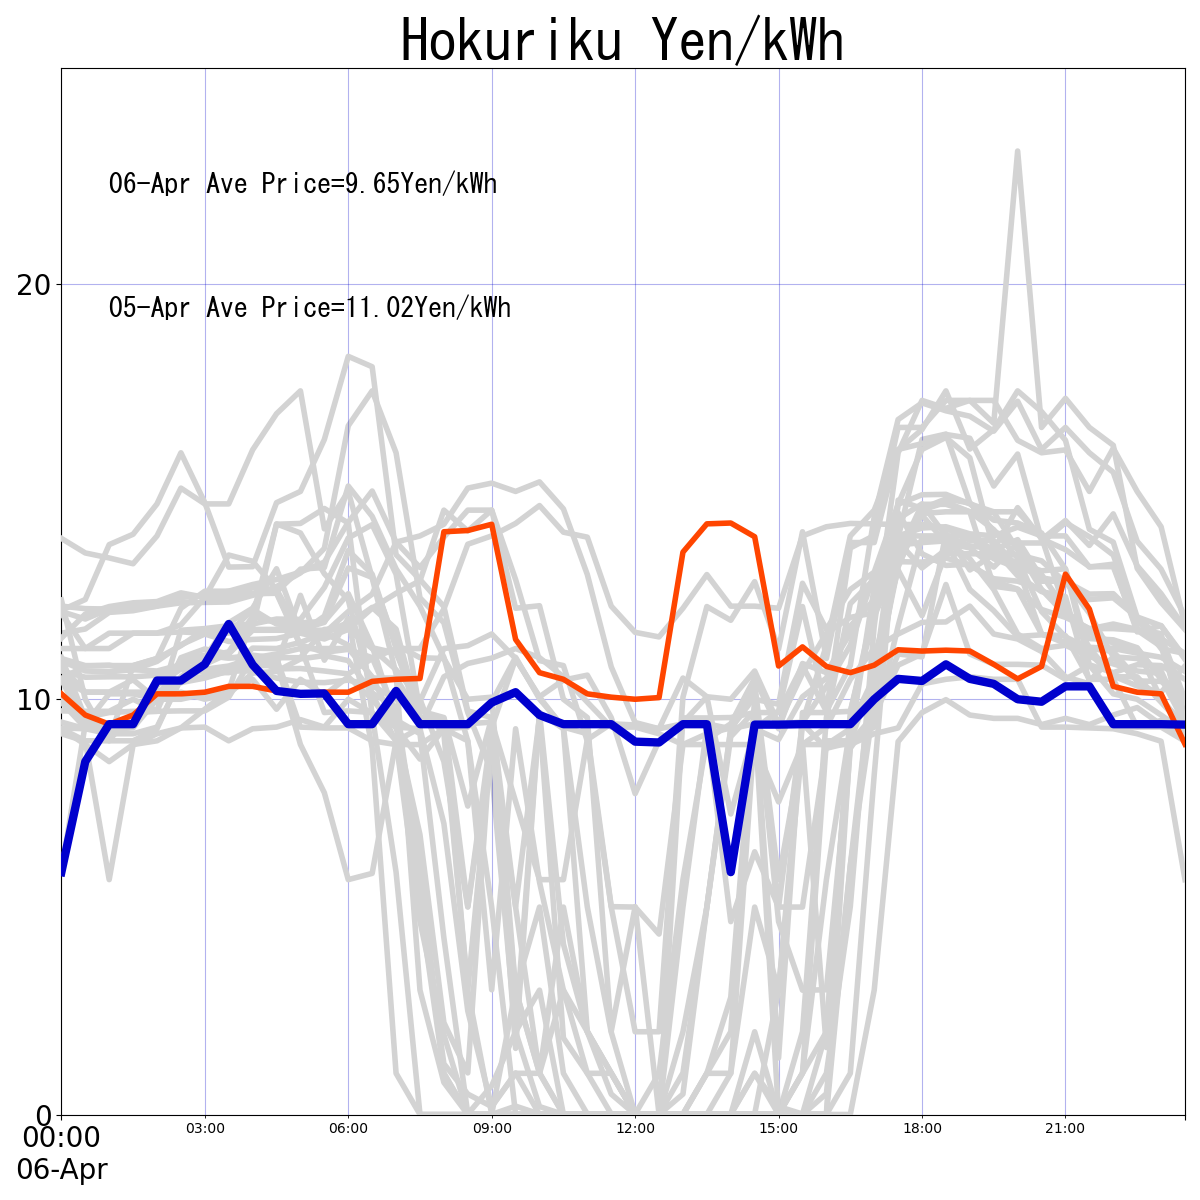 Hokuriku Yen/kWh
06-Apr Ave Price=9.65Yen/kWh
05-Apr Ave Price=11.02Yen/kWh
20
10
0
00:00 03:00 06:00 09:00 12:00 15:00 18:00 21:00
06-Apr